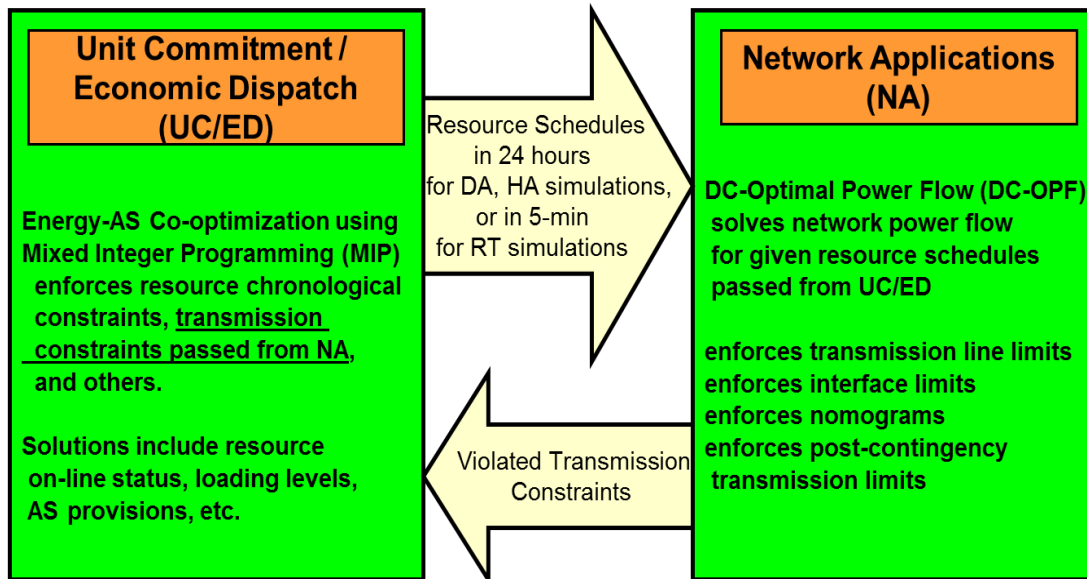 Unit Commitment /
Economic Dispatch
(UC/ED)
Energy-AS Co-optimization using
Mixed Integer Programming (MIP)
enforces resource chronological
constraints, transmission
constraints passed from NA,
and others.
Solutions include resource
on-line status, loading levels,
AS provisions, etc.
Resource Schedules
in 24 hours
for DA, HA simulations,
or in 5-min
for RT simulations
Violated Transmission
Constraints
Network Applications
(NA)
DC-Optimal Power Flow (DC-OPF)
solves network power flow
for given resource schedules
passed from UC/ED
enforces transmission line limits
enforces interface limits
enforces nomograms
enforces post-contingency
transmission limits